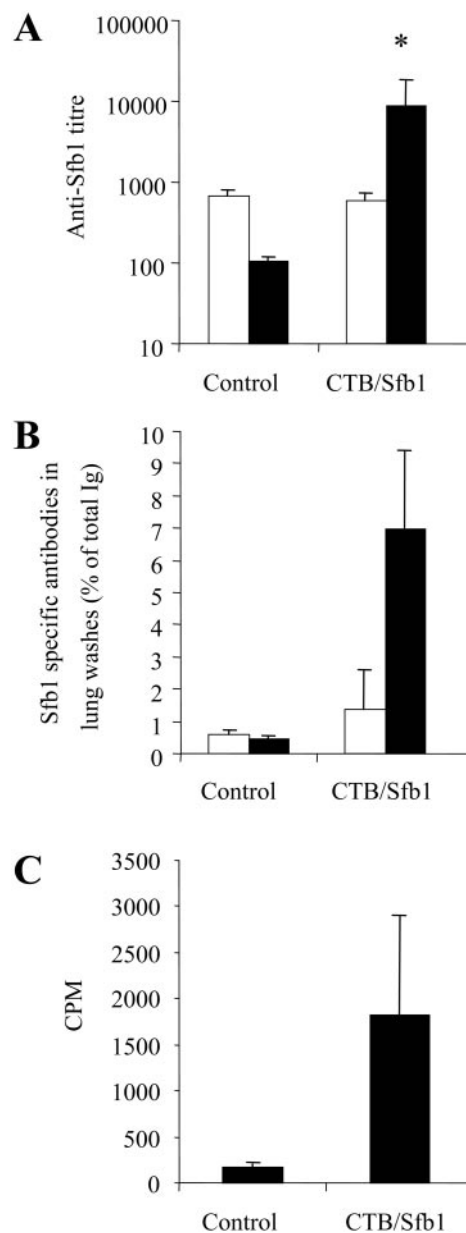 A
Anti-Sfb1 titre
100000
10000
1000
100
10
*
Control CTB/Sfb1
B
Sfb1 specific antibodies in
lung washes (% of total Ig)
10
9
8
7
6
5
4
3
2
1
0
Control CTB/Sfb1
C
CPM
3500
3000
2500
2000
1500
1000
500
0
Control CTB/Sfb1